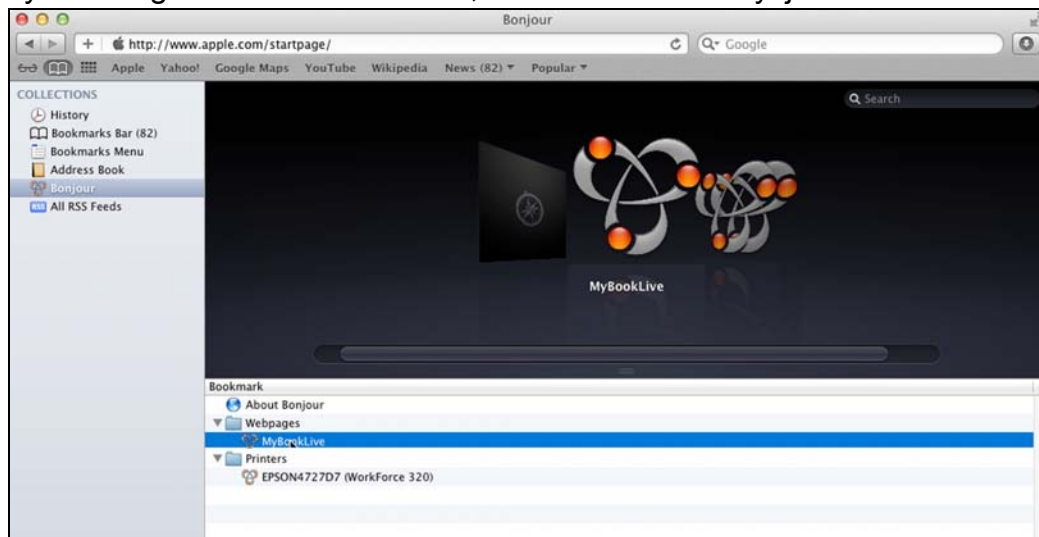 Bonjour
http://www.apple.com/startpage/
Google
Apple Yahoo! Google Maps YouTube Wikipedia News (82) Popular
COLLECTIONS
History
Bookmarks Bar (82)
Bookmarks Menu
Address Book
Bonjour
RSS All RSS Feeds
Search
MyBookLive
Bookmark
About Bonjour
Webpages
MyBookLive
Printers
EPSON4727D7 (WorkForce 320)